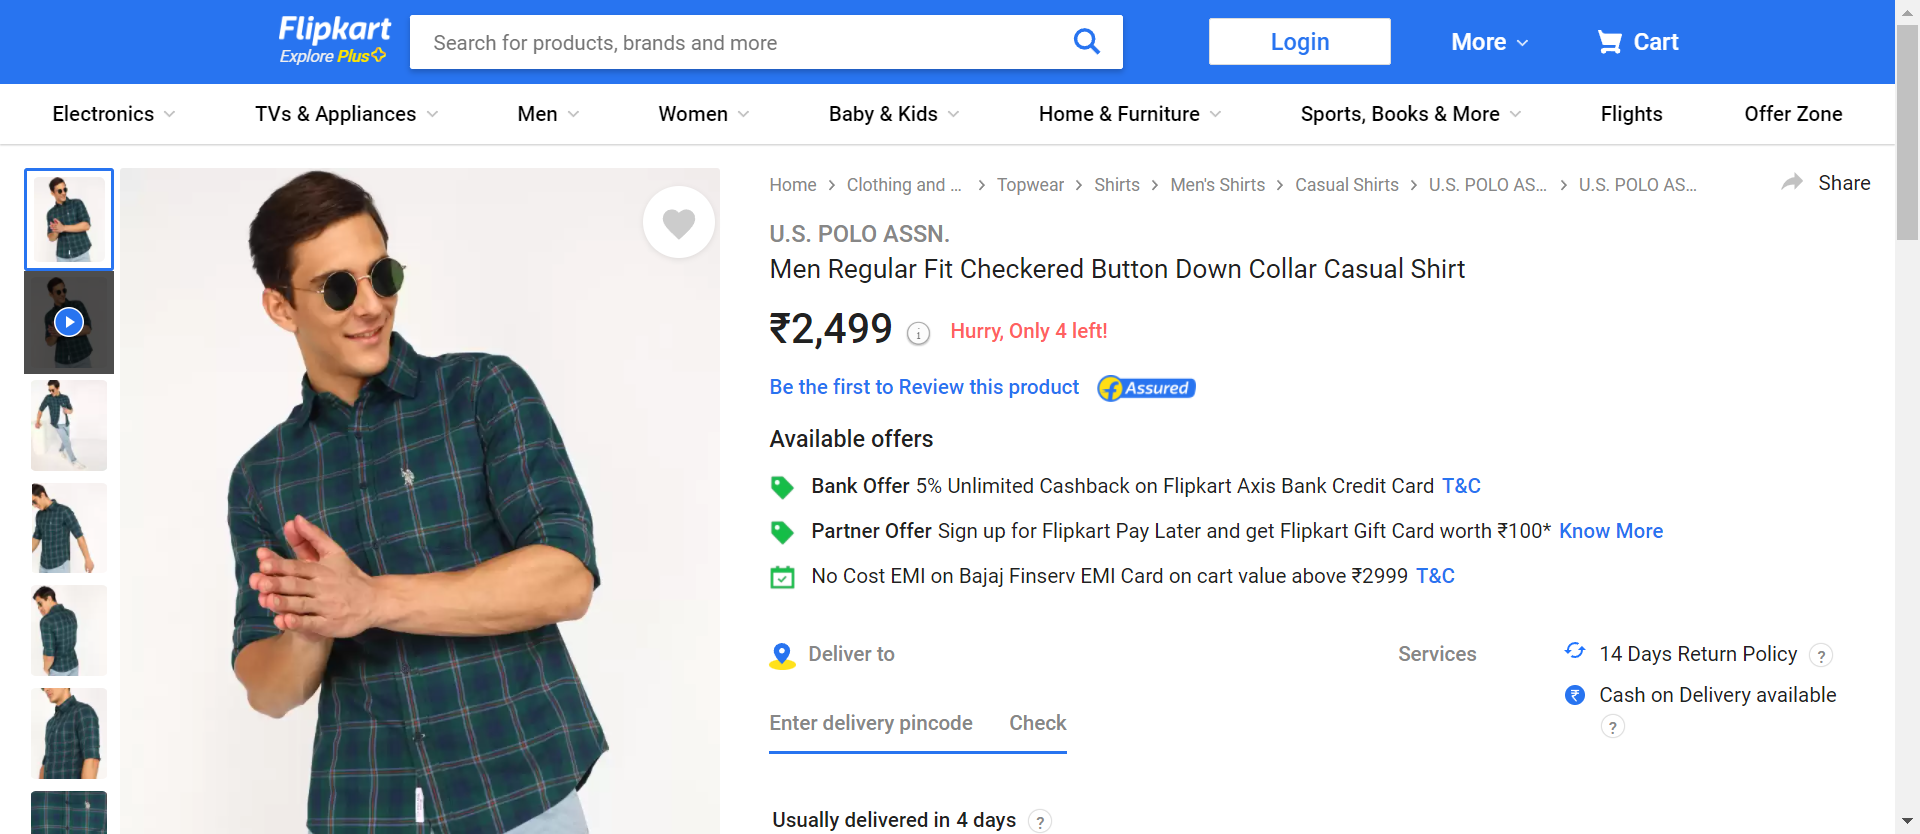 Flipkart
Explore Plus
Search for products, brands and more
Login
More
Cart
Electronics
TVs & Appliances
Men
Women
Baby & Kids
Home & Furniture
Sports, Books & More
Flights
Offer Zone
Home
Clothing and ...
Topwear
Shirts
Men's Shirts
Casual Shirts
U.S. POLO AS...
U.S. POLO AS...
Share
U.S. POLO ASSN.
Men Regular Fit Checkered Button Down Collar Casual Shirt
₹2,499
i
Hurry, Only 4 left!
Be the first to Review this product
f Assured
Available offers
Bank Offer 5% Unlimited Cashback on Flipkart Axis Bank Credit Card T&C
Partner Offer Sign up for Flipkart Pay Later and get Flipkart Gift Card worth ₹100* Know More
No Cost EMI on Bajaj Finserv EMI Card on cart value above ₹2999 T&C
Deliver to
Enter delivery pincode
Check
Usually delivered in 4 days ?
Services
14 Days Return Policy ?
₹ Cash on Delivery available
?